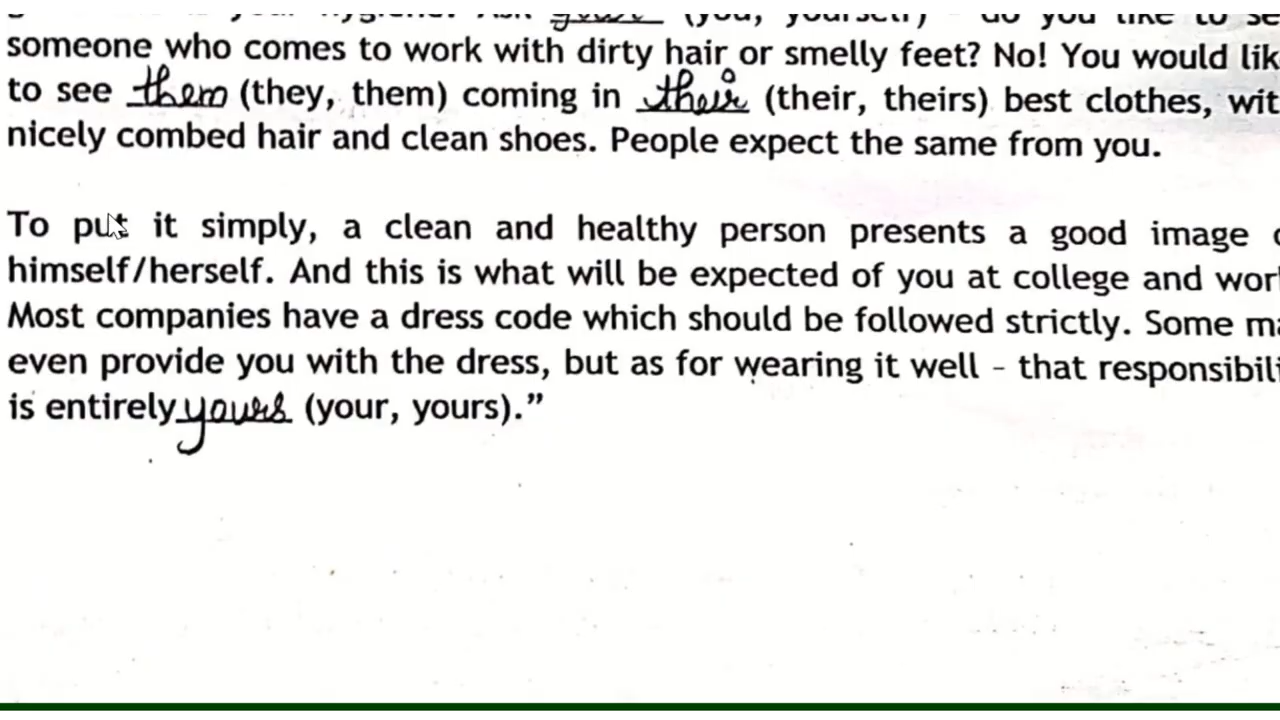 someone who comes to work with dirty hair or smelly feet? No! You would lik
to see them (they, them) coming in their (their, theirs) best clothes, wit
nicely combed hair and clean shoes. People expect the same from you.
To put it simply, a clean and healthy person presents a good image
himself/herself. And this is what will be expected of you at college and wor
Most companies have a dress code which should be followed strictly. Some ma
even provide you with the dress, but as for wearing it well - that responsibili
is entirely yours (your, yours)."